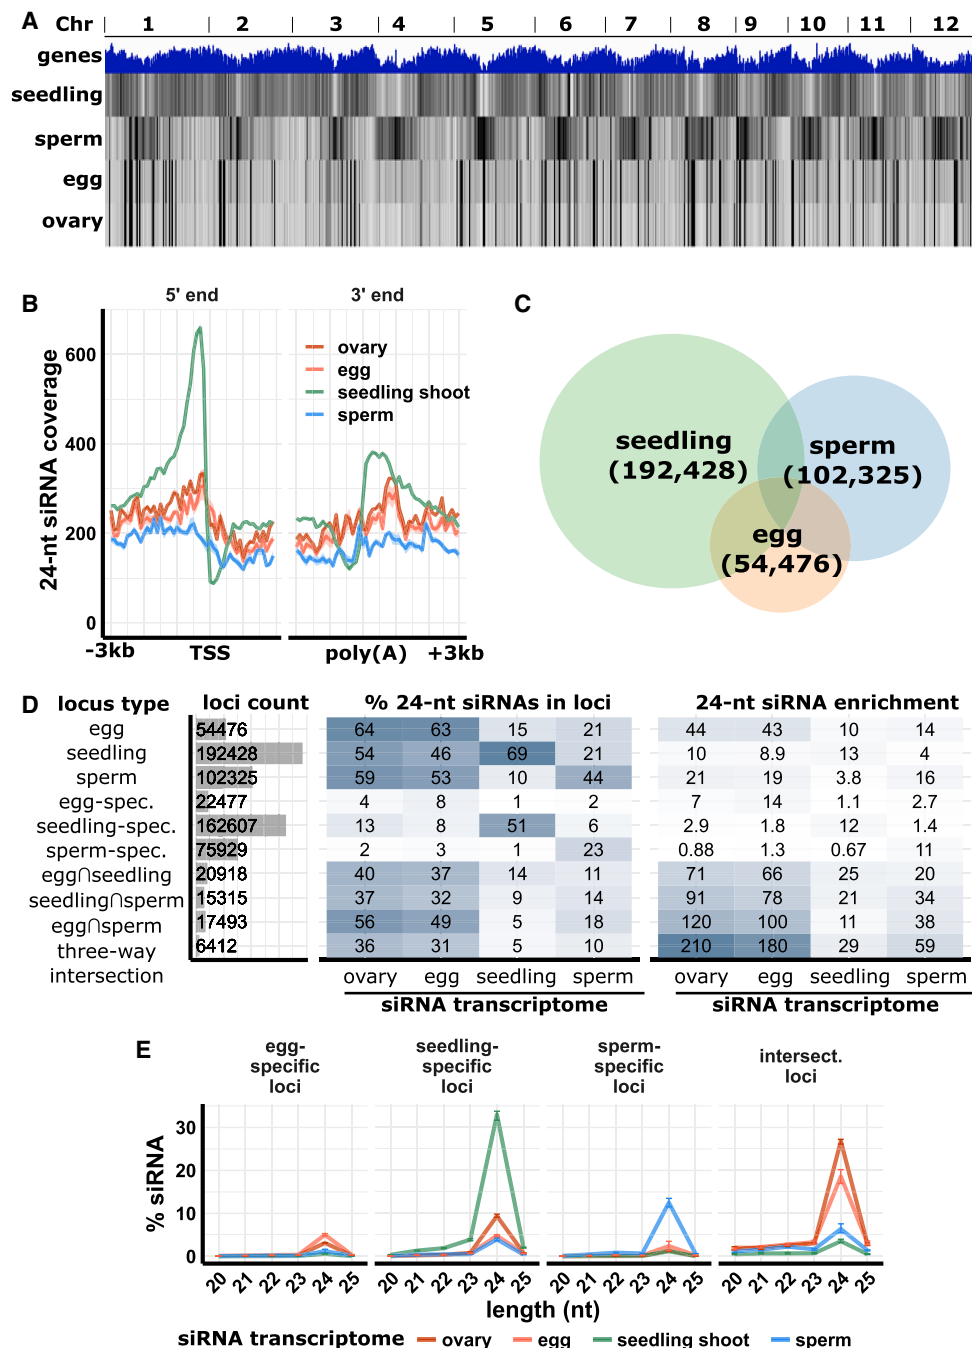 A
Chr 1 2 3 4 5 6 7 8 9 10 11 12
genes
seedling
sperm
egg
ovary
B
5' end 3' end
24-nt siRNA coverage
600
400
200
0
ovary
egg
seedling shoot
sperm
-3kb TSS poly(A) +3kb
C
seedling
(192,428)
sperm
(102,325)
egg
(54,476)
D
locus type loci count % 24-nt siRNAs in loci 24-nt siRNA enrichment
egg 54476 64 63 15 21 44 43 10 14
seedling 192428 54 46 69 21 10 8.9 13 4
sperm 102325 59 53 10 44 21 19 3.8 16
egg-spec. 22477 4 8 1 2 7 14 1.1 2.7
seedling-spec. 162607 13 8 51 6 2.9 1.8 12 1.4
sperm-spec. 75929 2 3 1 23 0.88 1.3 0.67 11
egg∩seedling 20918 40 37 14 11 71 66 25 20
seedling∩sperm 15315 37 32 9 14 91 78 21 34
egg∩sperm 17493 56 49 5 18 120 100 11 38
three-way 6412 36 31 5 10 210 180 29 59
intersection
ovary egg seedling sperm ovary egg seedling sperm
siRNA transcriptome siRNA transcriptome
E
egg-
specific
loci
seedling-
specific
loci
sperm-
specific
loci
intersect.
loci
% siRNA
30
20
10
0
20 21 22 23 24 25 20 21 22 23 24 25 20 21 22 23 24 25 20 21 22 23 24 25
length (nt)
siRNA transcriptome ovary egg seedling shoot sperm